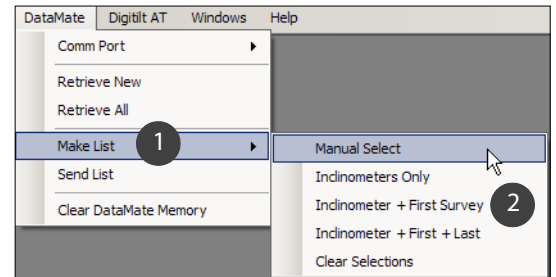 DataMate Digitilt AT Windows Help
Comm Port
Retrieve New
Retrieve All
Make List 1
Send List
Clear DataMate Memory
Manual Select
Inclinometers Only
Inclinometer + First Survey 2
Inclinometer + First + Last
Clear Selections